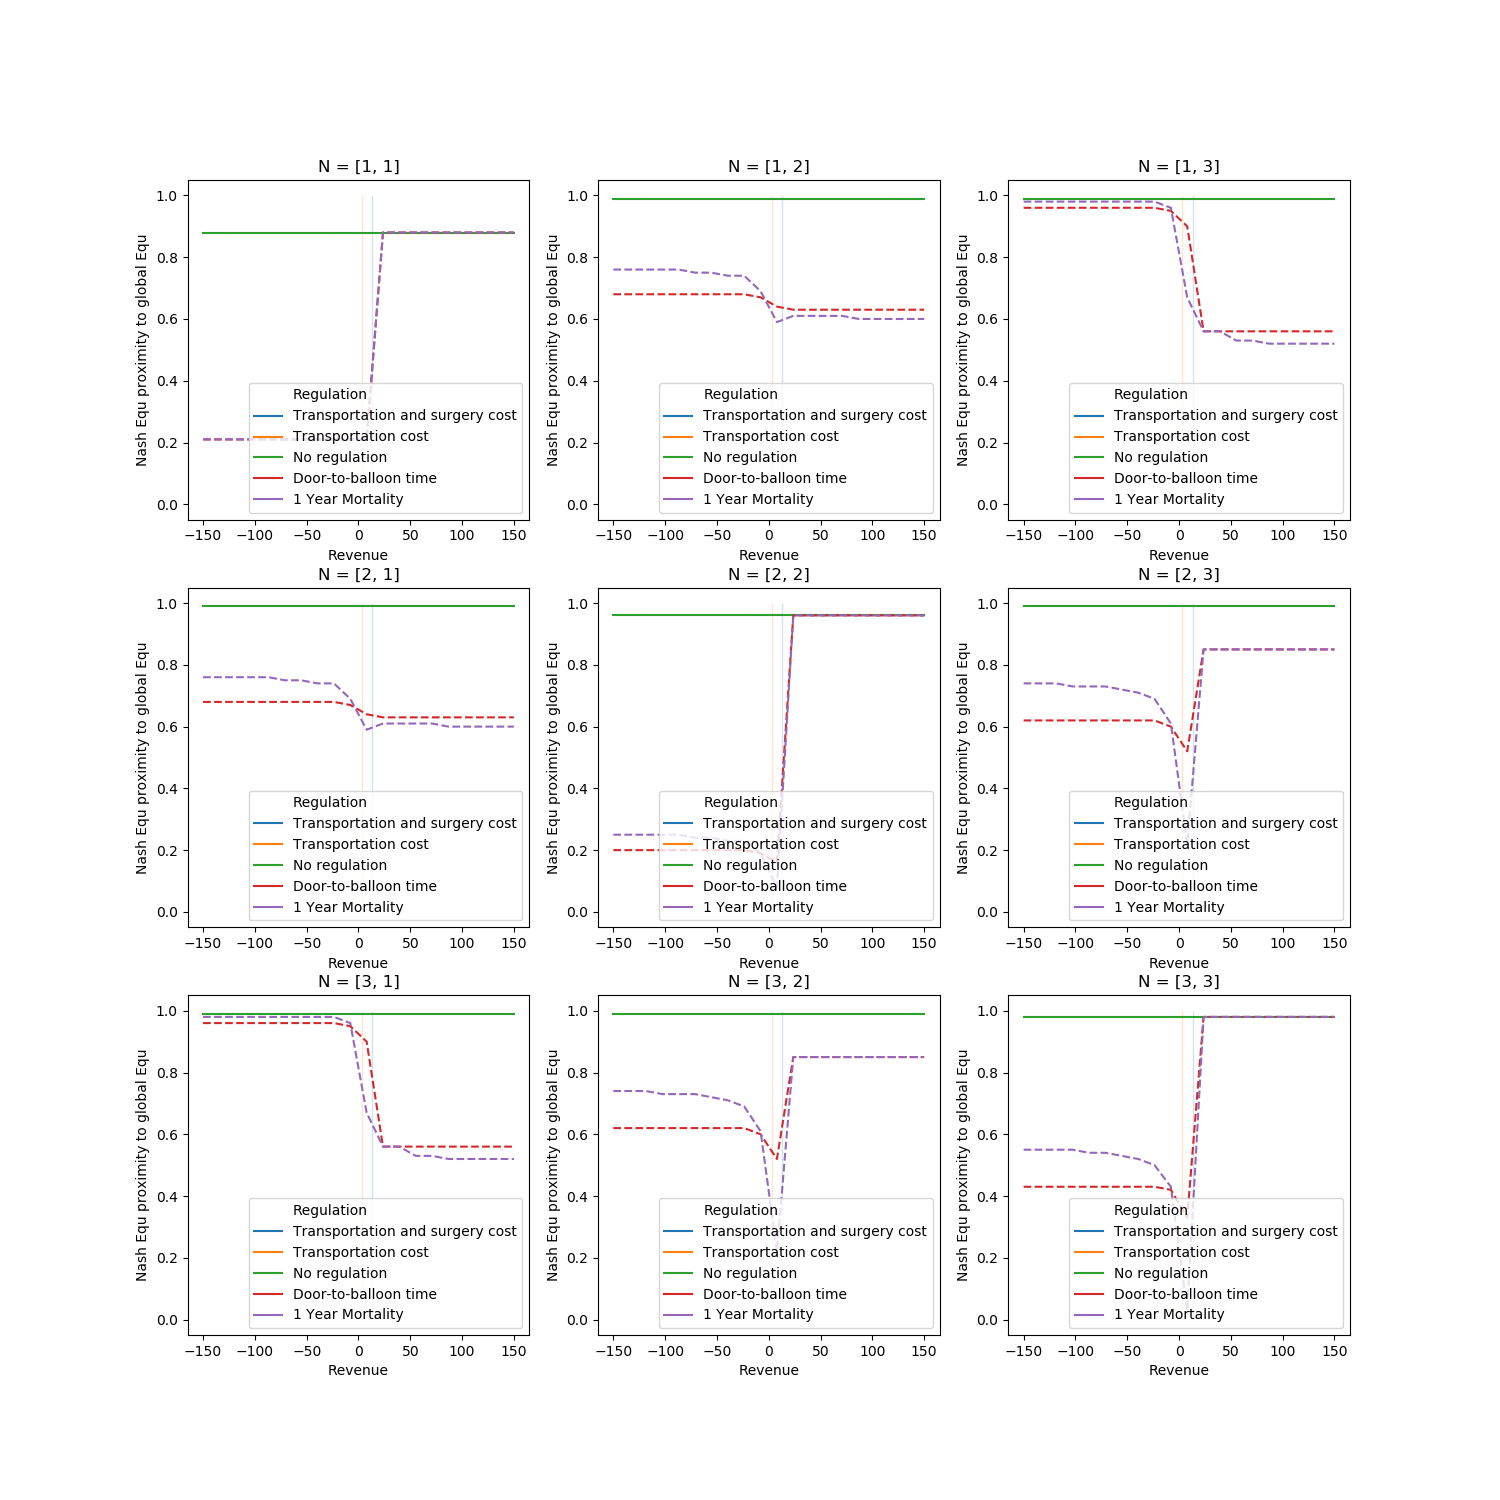 N = [1, 1]
N = [1, 2]
N = [1, 3]
Nash Equ proximity to global Equ
1.0
0.8
0.6
0.4
0.2
0.0
Regulation
Transportation and surgery cost
Transportation cost
No regulation
Door-to-balloon time
1 Year Mortality
−150 −100 −50 0 50 100 150
Revenue
Nash Equ proximity to global Equ
1.0
0.8
0.6
0.4
0.2
0.0
Regulation
Transportation and surgery cost
Transportation cost
No regulation
Door-to-balloon time
1 Year Mortality
−150 −100 −50 0 50 100 150
Revenue
Nash Equ proximity to global Equ
1.0
0.8
0.6
0.4
0.2
0.0
Regulation
Transportation and surgery cost
Transportation cost
No regulation
Door-to-balloon time
1 Year Mortality
−150 −100 −50 0 50 100 150
Revenue
N = [2, 1]
N = [2, 2]
N = [2, 3]
Nash Equ proximity to global Equ
1.0
0.8
0.6
0.4
0.2
0.0
Regulation
Transportation and surgery cost
Transportation cost
No regulation
Door-to-balloon time
1 Year Mortality
−150 −100 −50 0 50 100 150
Revenue
Nash Equ proximity to global Equ
1.0
0.8
0.6
0.4
0.2
0.0
Regulation
Transportation and surgery cost
Transportation cost
No regulation
Door-to-balloon time
1 Year Mortality
−150 −100 −50 0 50 100 150
Revenue
Nash Equ proximity to global Equ
1.0
0.8
0.6
0.4
0.2
0.0
Regulation
Transportation and surgery cost
Transportation cost
No regulation
Door-to-balloon time
1 Year Mortality
−150 −100 −50 0 50 100 150
Revenue
N = [3, 1]
N = [3, 2]
N = [3, 3]
Nash Equ proximity to global Equ
1.0
0.8
0.6
0.4
0.2
0.0
Regulation
Transportation and surgery cost
Transportation cost
No regulation
Door-to-balloon time
1 Year Mortality
−150 −100 −50 0 50 100 150
Revenue
Nash Equ proximity to global Equ
1.0
0.8
0.6
0.4
0.2
0.0
Regulation
Transportation and surgery cost
Transportation cost
No regulation
Door-to-balloon time
1 Year Mortality
−150 −100 −50 0 50 100 150
Revenue
Nash Equ proximity to global Equ
1.0
0.8
0.6
0.4
0.2
0.0
Regulation
Transportation and surgery cost
Transportation cost
No regulation
Door-to-balloon time
1 Year Mortality
−150 −100 −50 0 50 100 150
Revenue